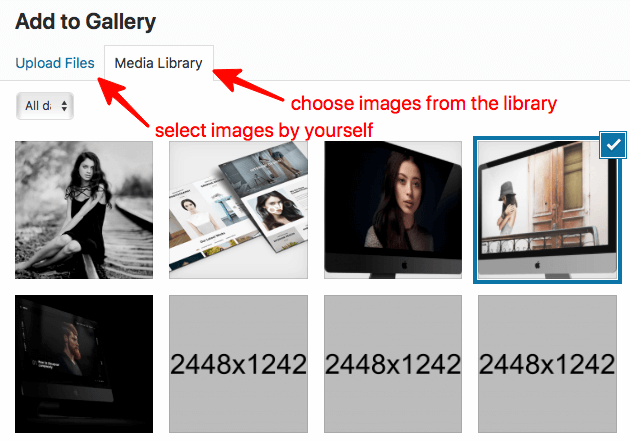 Add to Gallery
Upload Files
Media Library
choose images from the library
All da
select images by yourself
2448x1242
2448x1242
2448x1242